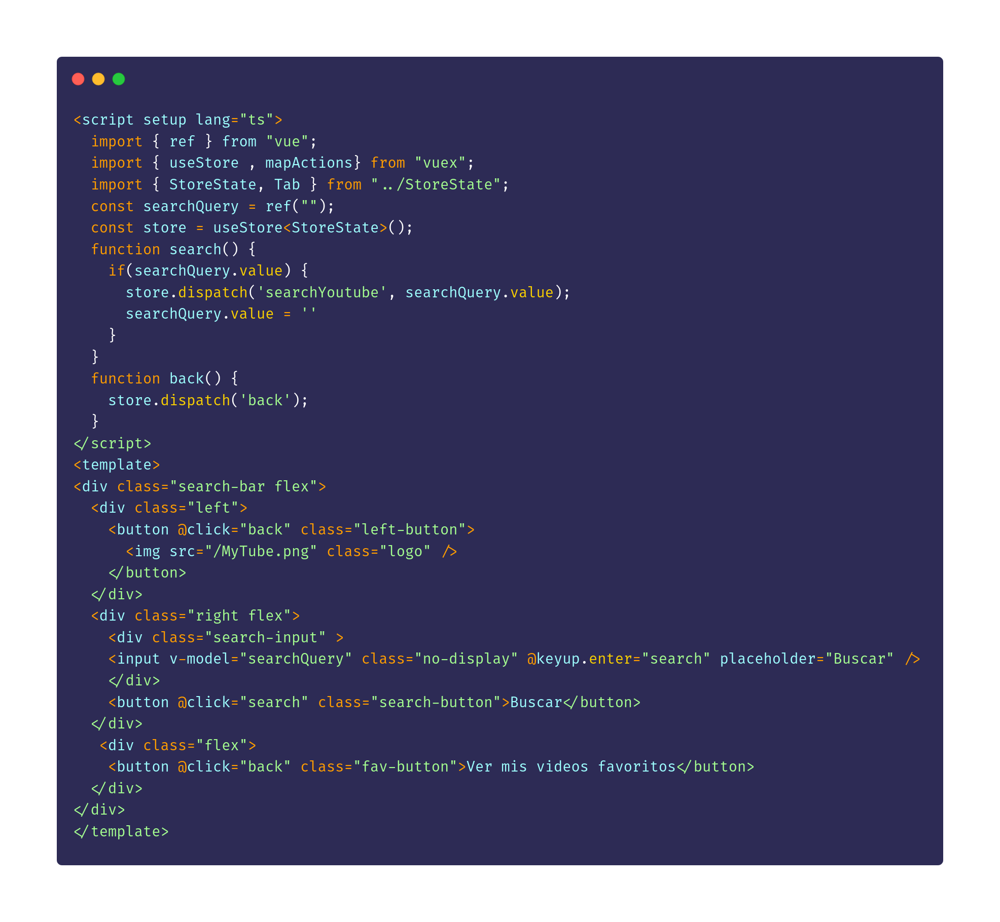 <script setup lang="ts">
  import { ref } from "vue";
  import { useStore , mapActions} from "vuex";
  import { StoreState, Tab } from "../StoreState";
  const searchQuery = ref("");
  const store = useStore<StoreState>();
  function search() {
    if(searchQuery.value) {
      store.dispatch('searchYoutube', searchQuery.value);
      searchQuery.value = ''
    }
  }
  function back() {
    store.dispatch('back');
  }
</script>
<template>
<div class="search-bar flex">
  <div class="left">
    <button @click="back" class="left-button">
      <img src="/MyTube.png" class="logo" />
    </button>
  </div>
  <div class="right flex">
    <div class="search-input" >
    <input v-model="searchQuery" class="no-display" @keyup.enter="search" placeholder="Buscar" />
    </div>
    <button @click="search" class="search-button">Buscar</button>
  </div>
   <div class="flex">
    <button @click="back" class="fav-button">Ver mis videos favoritos</button>
  </div>
</div>
</template>